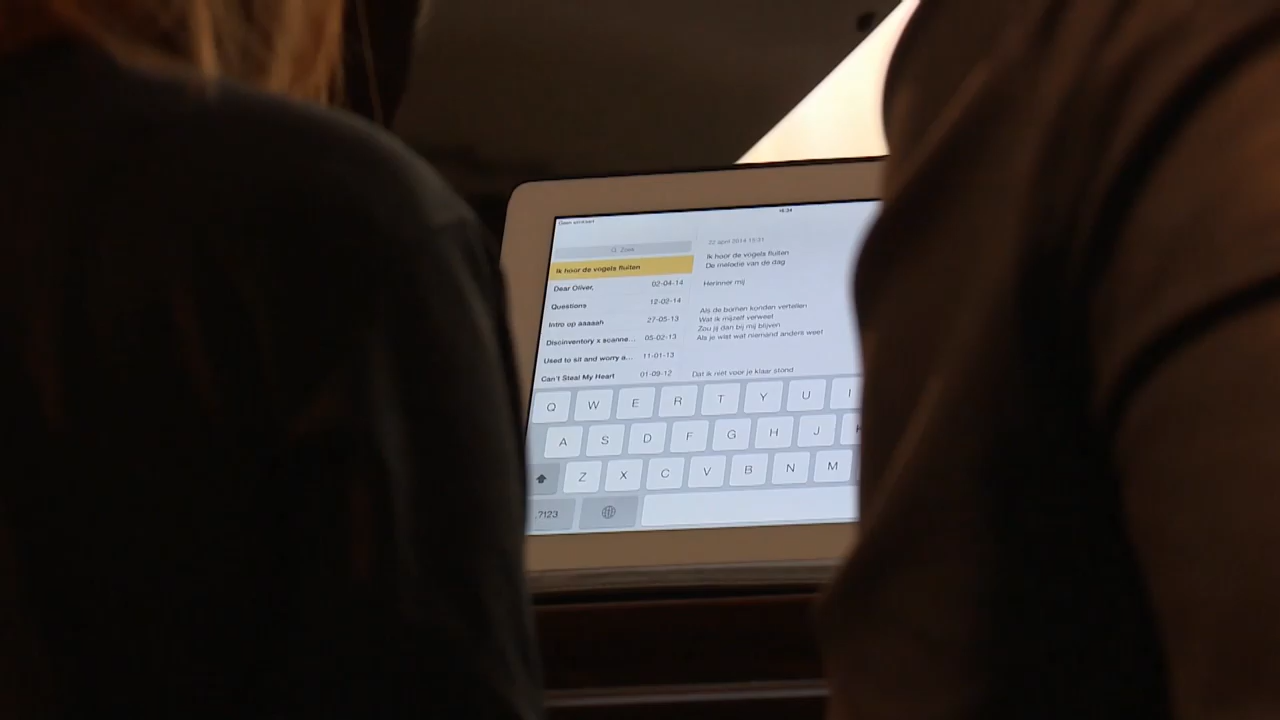 Geen simkaart
16:34
Zoek
Ik hoor de vogels fluiten
Dear Oliver, 02-04-14
Questions 12-02-14
Intro op aaaaah 27-05-13
Discinventory x scanne... 05-02-13
Used to sit and worry a... 11-01-13
Can't Steal My Heart 01-09-12
22 april 2014 15:31
Ik hoor de vogels fluiten
De melodie van de dag
Herinner mij
Als de bomen konden vertellen
Wat ik mijzelf verweet
Zou jij dan bij mij blijven
Als je wist wat niemand anders weet
Dat ik niet voor je klaar stond
Q W E R T Y U I
A S D F G H J
Z X C V B N M
.?123